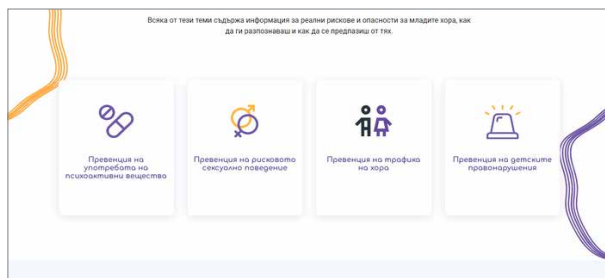 Всяка от тези теми съдържа информация за реални рискове и опасности за младите хора, как
да ги разпознаваш и как да се предпазиш от тях.
Превенция на
употребата на
психоактивни вещества
Превенция на рисковото
сексуално поведение
Превенция на трафика
на хора
Превенция на детските
правонарушения